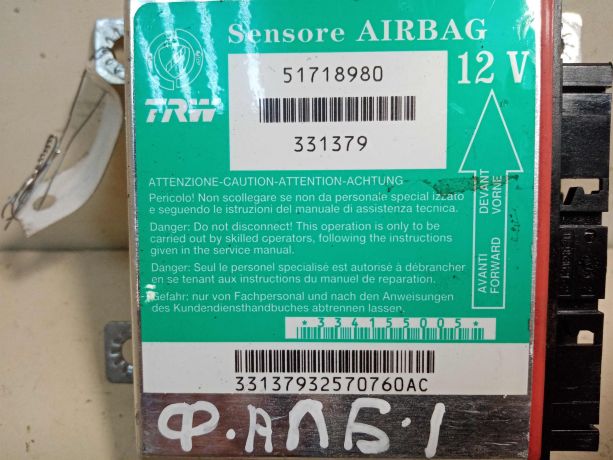 Sensore AIRBAG
TRW
51718980
12 V
331379
AVANTI DEVANT
FORWARD VORNE
ATTENZIONE-CAUTION-ATTENTION-ACHTUNG
Pericolo! Non scollegare se non da personale special izzato
e seguendo le istruzioni del manuale di assistenza tecnica.
Danger: Do not disconnect! This operation is only to be
carried out by skilled operators, following the instructions
given in the service manual.
Danger: Seul le personel specialisé est autorisé à débrancher
en se tenant aux instructions du manuel de reparation.
Gefahr: nur von Fachpersonal und nach den Anweisungen
des Kundendiensthandbuches abtrennen lassen.
*334155005*
33137932570760AC
Ф.АЛБ.1